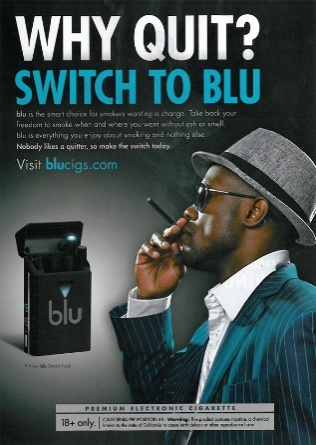 WHY QUIT?
SWITCH TO BLU
blu is the smart choice for smokers wanting a change. Take back your
freedom to smoke when and where you want without ash or smell.
blu is everything you enjoy about smoking and nothing else.
Nobody likes a quitter, so make the switch today.
Visit blucigs.com
blu
PREMIUM ELECTRONIC CIGARETTE
18+ only.
CALIFORNIA PROPOSITION 65 - Warning: This product contains nicotine, a chemical
known to the state of California to cause birth defects or other reproductive harm.